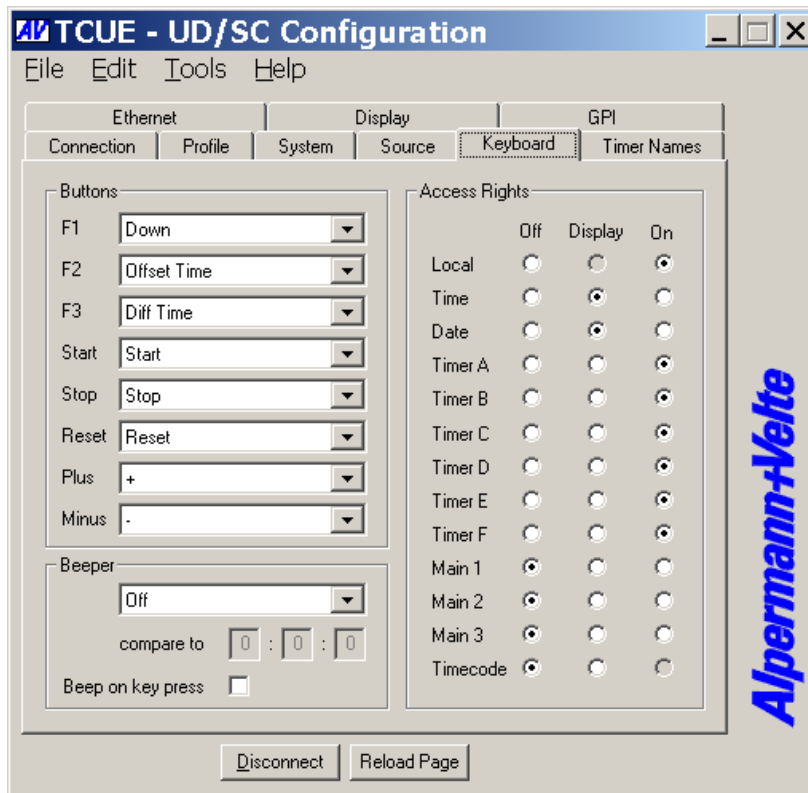 AV TCUE - UD/SC Configuration
File Edit Tools Help
Ethernet Display GPI
Connection Profile System Source Keyboard Timer Names
Buttons
F1 Down
F2 Offset Time
F3 Diff Time
Start Start
Stop Stop
Reset Reset
Plus +
Minus -
Beeper
Off
compare to 0 : 0 : 0
Beep on key press
Access Rights
Off Display On
Local
Time
Date
Timer A
Timer B
Timer C
Timer D
Timer E
Timer F
Main 1
Main 2
Main 3
Timecode
Disconnect Reload Page
Alpermann+Velte